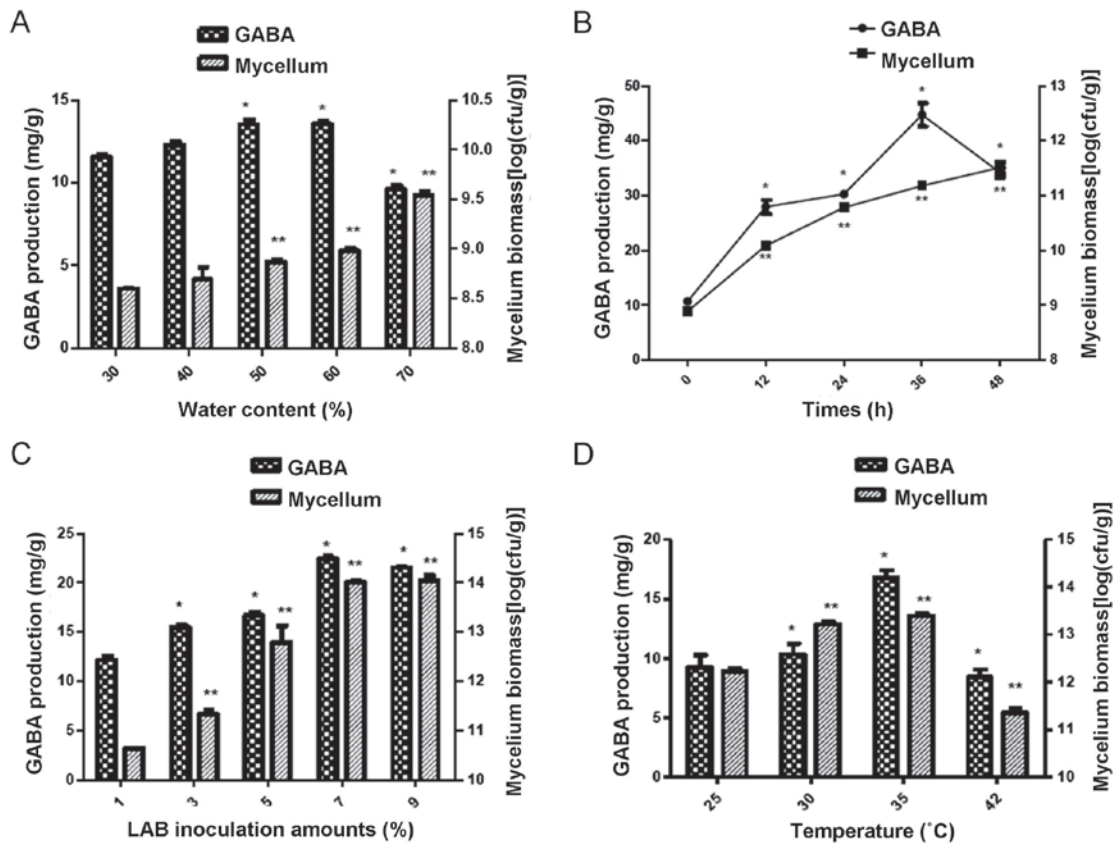 A
GABA
Mycellum
GABA production (mg/g)
15
10
5
0
10.5
10.0
9.5
9.0
8.5
8.0
Mycelium biomass[log(cfu/g)]
* * * ** ** **
30 40 50 60 70
Water content (%)
B
GABA
Mycellum
GABA production (mg/g)
50
40
30
20
10
0
13
12
11
10
9
8
Mycelium biomass[log(cfu/g)]
* * * *
** ** ** **
0 12 24 36 48
Times (h)
C
GABA
Mycellum
GABA production (mg/g)
25
20
15
10
5
0
15
14
13
12
11
10
Mycelium biomass[log(cfu/g)]
* ** * ** * ** * **
1 3 5 7 9
LAB inoculation amounts (%)
D
GABA
Mycellum
GABA production (mg/g)
20
15
10
5
0
15
14
13
12
11
10
Mycelium biomass[log(cfu/g)]
* ** * ** * **
25 30 35 42
Temperature (°C)